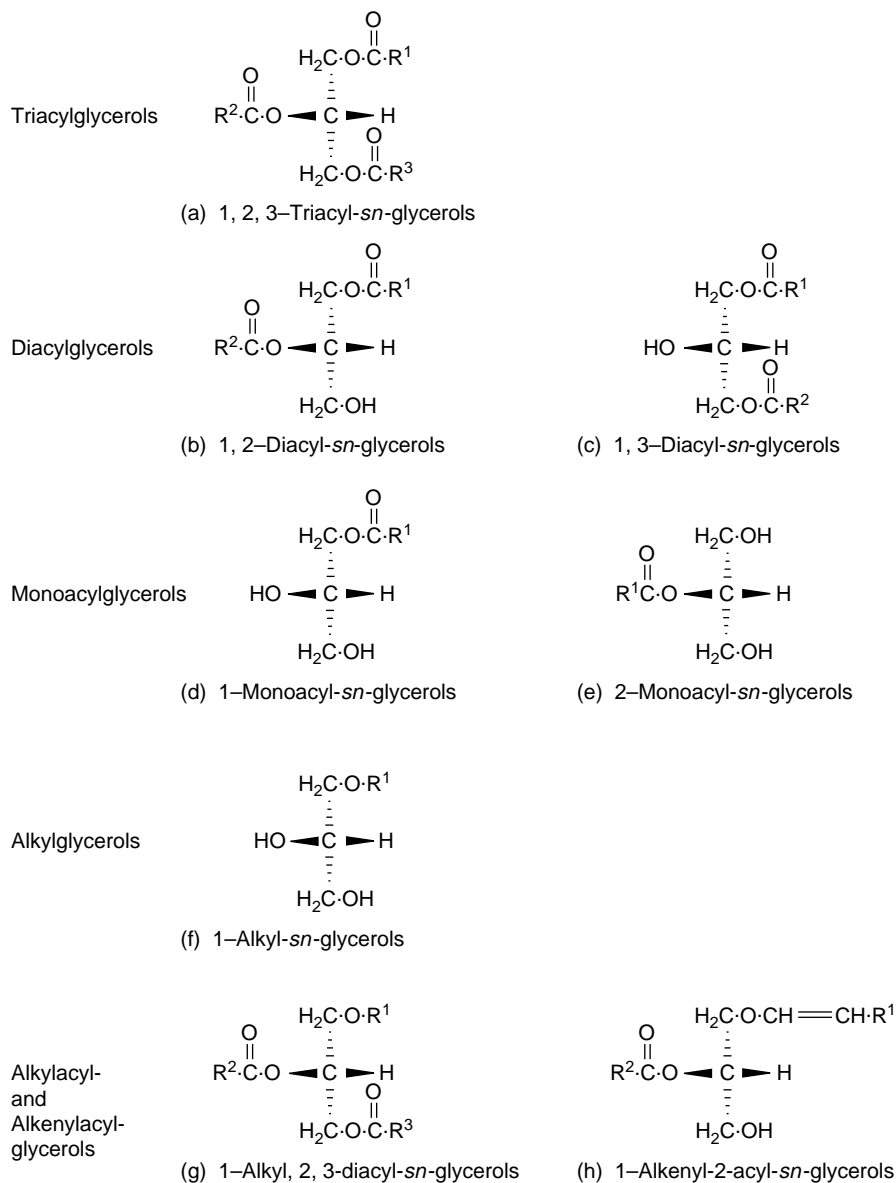 O
H₂C·O·C·R¹
O
Triacylglycerols R²·C·O C H
O
H₂C·O·C·R³
(a) 1, 2, 3–Triacyl-sn-glycerols
O O
H₂C·O·C·R¹ H₂C·O·C·R¹
O
Diacylglycerols R²·C·O C H HO C H
O
H₂C·OH H₂C·O·C·R²
(b) 1, 2–Diacyl-sn-glycerols (c) 1, 3–Diacyl-sn-glycerols
O
H₂C·O·C·R¹ H₂C·OH
O
Monoacylglycerols HO C H R¹C·O C H
H₂C·OH H₂C·OH
(d) 1–Monoacyl-sn-glycerols (e) 2–Monoacyl-sn-glycerols
H₂C·O·R¹
Alkylglycerols HO C H
H₂C·OH
(f) 1–Alkyl-sn-glycerols
H₂C·O·R¹ H₂C·O·CH=CH·R¹
O O
Alkylacyl- R²·C·O C H R²·C·O C H
and
O
Alkenylacyl-
H₂C·O·C·R³ H₂C·OH
glycerols
(g) 1–Alkyl, 2, 3-diacyl-sn-glycerols (h) 1–Alkenyl-2-acyl-sn-glycerols